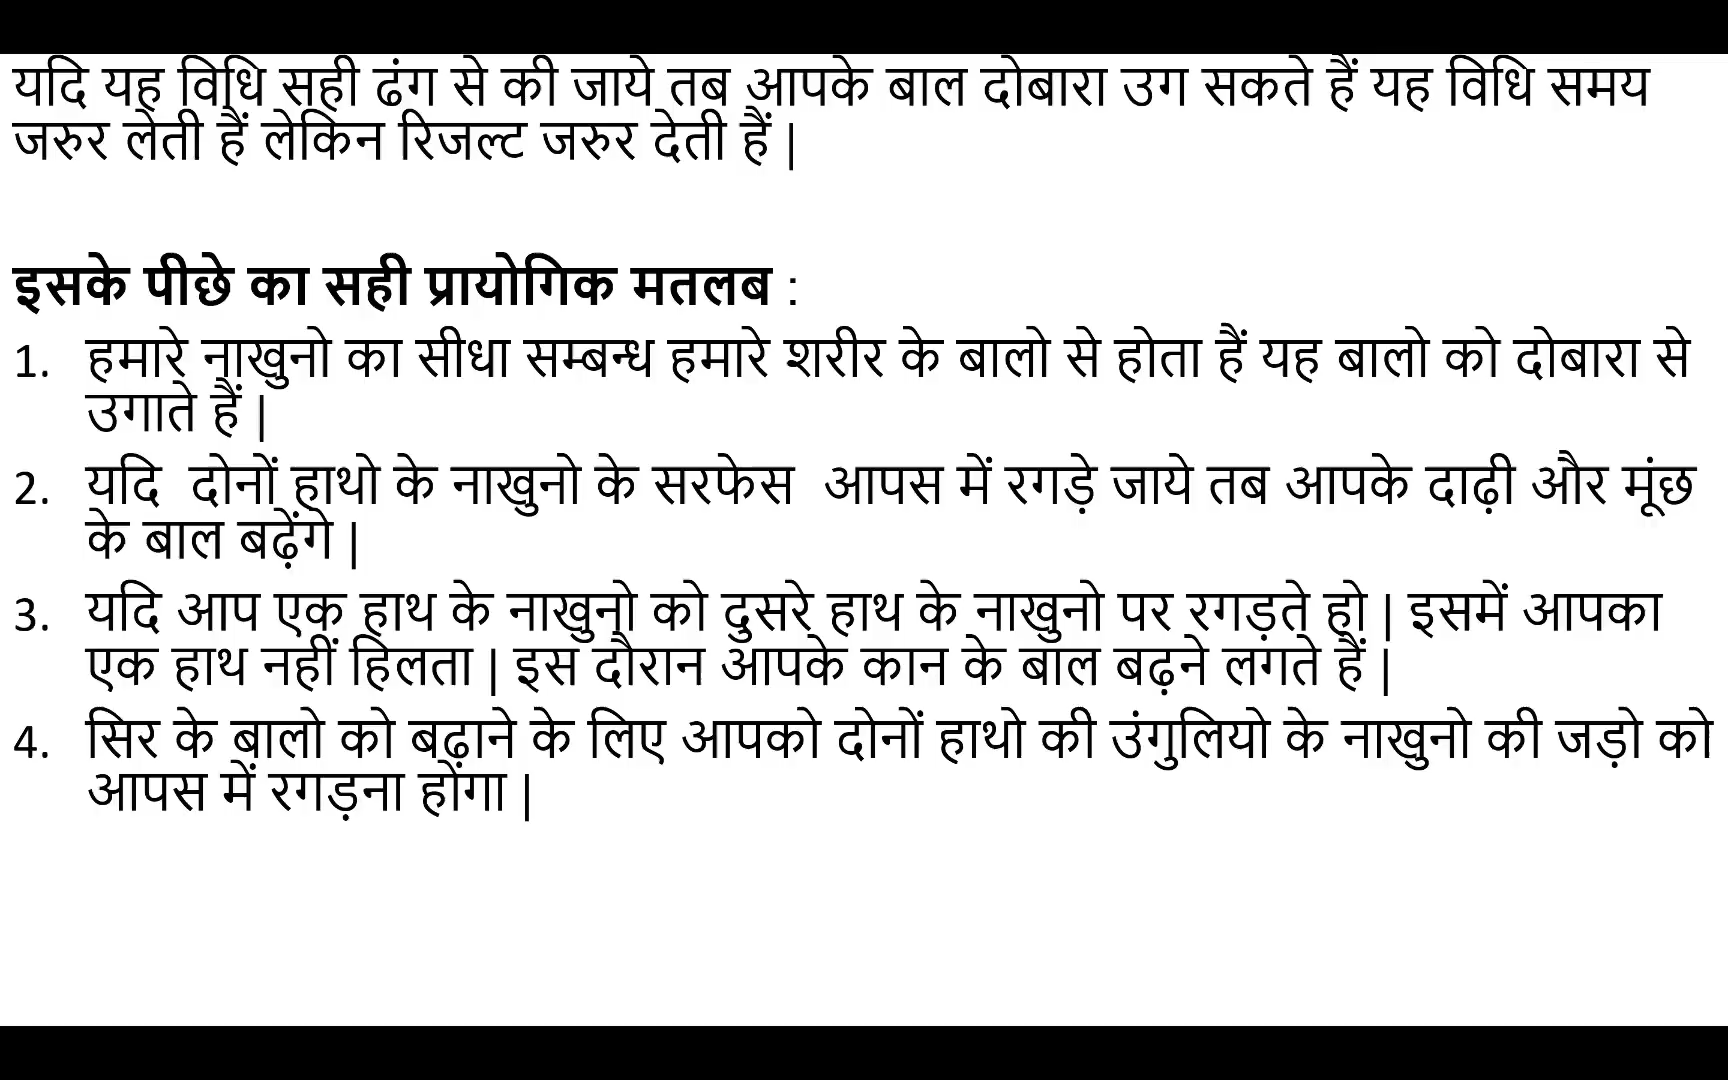 यदि यह विधि सही ढंग से की जाये तब आपके बाल दोबारा उग सकते हैं यह विधि समय
जरुर लेती हैं लेकिन रिजल्ट जरुर देती हैं |
इसके पीछे का सही प्रायोगिक मतलब :
1. हमारे नाखुनो का सीधा सम्बन्ध हमारे शरीर के बालो से होता हैं यह बालो को दोबारा से
उगाते हैं |
2. यदि दोनों हाथो के नाखुनो के सरफेस आपस में रगड़े जाये तब आपके दाढ़ी और मूंछ
के बाल बढ़ेंगे |
3. यदि आप एक हाथ के नाखुनो को दुसरे हाथ के नाखुनो पर रगड़ते हो | इसमें आपका
एक हाथ नहीं हिलता | इस दौरान आपके कान के बाल बढ़ने लगते हैं |
4. सिर के बालो को बढ़ाने के लिए आपको दोनों हाथो की उंगुलियो के नाखुनो की जड़ो को
आपस में रगड़ना होगा |